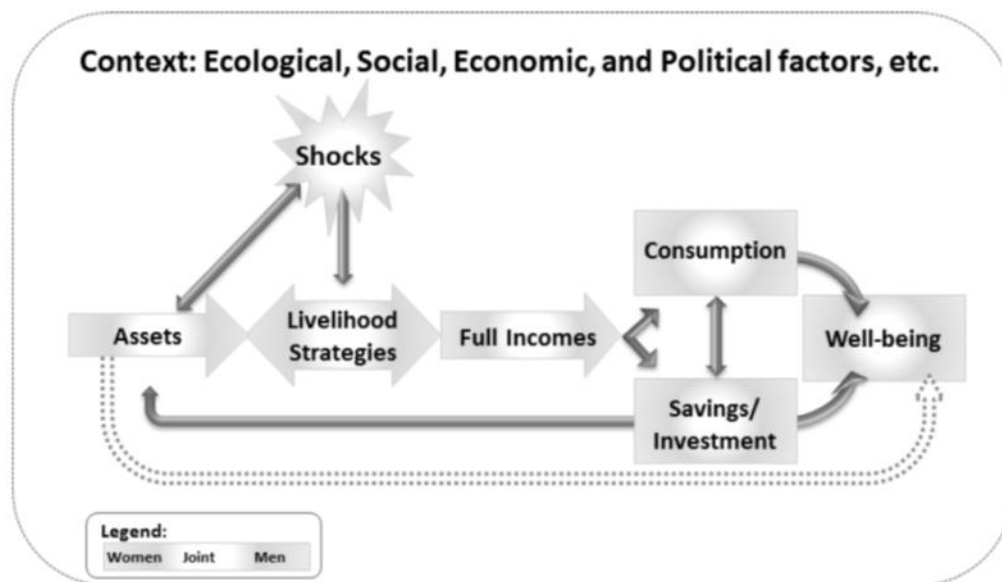 Context: Ecological, Social, Economic, and Political factors, etc.
Shocks
Consumption
Assets
Livelihood
Strategies
Full Incomes
Well-being
Savings/
Investment
Legend:
Women Joint Men